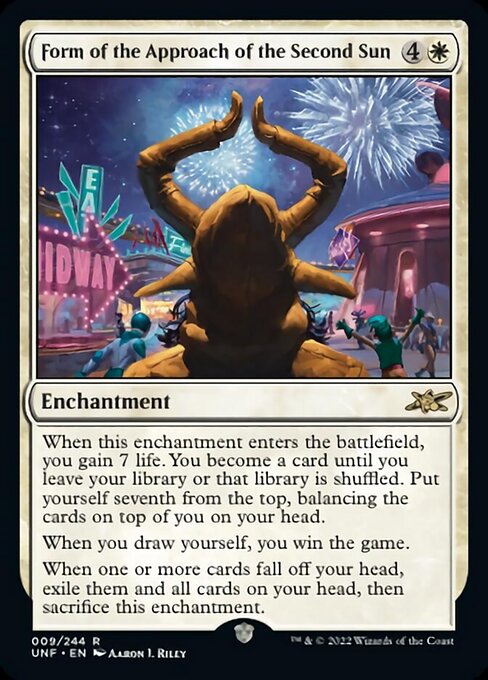 Form of the Approach of the Second Sun 4
EA
MIDWAY
Enchantment
When this enchantment enters the battlefield,
you gain 7 life. You become a card until you
leave your library or that library is shuffled. Put
yourself seventh from the top, balancing the
cards on top of you on your head.
When you draw yourself, you win the game.
When one or more cards fall off your head,
exile them and all cards on your head, then
sacrifice this enchantment.
009/244 R
UNF • EN Aaron J. Riley
™ & © 2022 Wizards of the Coast